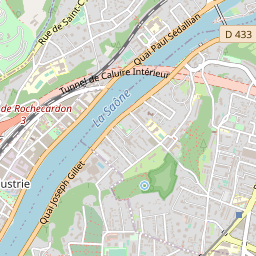 Rue de Saint-C
Quai Paul Sédallian
D 433
Tunnel de Caluire Intérieur
de Rochecardon
3
La Saône
ustrie
Quai Joseph Gillet